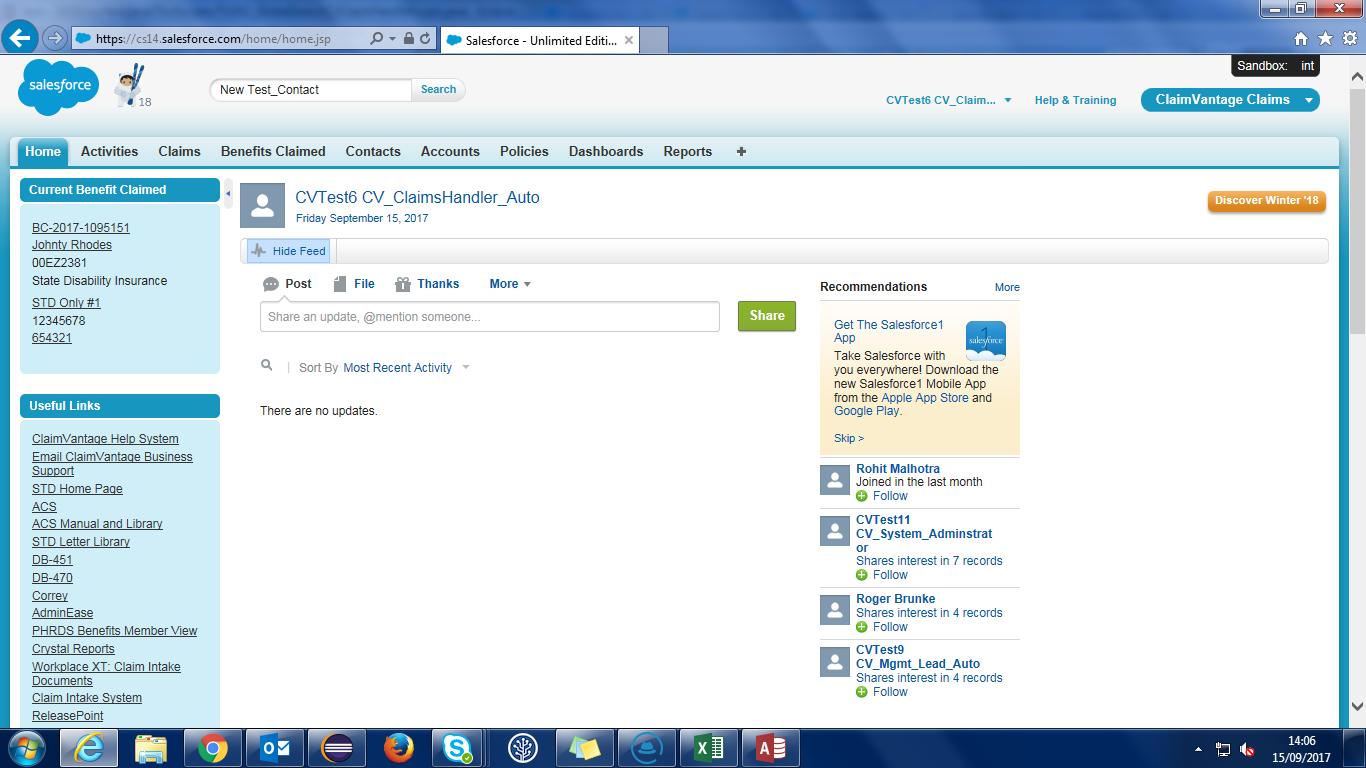 https://cs14.salesforce.com/home/home.jsp
Salesforce - Unlimited Editi...
Sandbox: int
salesforce
18
New Test_Contact
Search
CVTest6 CV_Claim...
Help & Training
ClaimVantage Claims
Home
Activities
Claims
Benefits Claimed
Contacts
Accounts
Policies
Dashboards
Reports
Current Benefit Claimed
BC-2017-1095151
Johnty Rhodes
00EZ2381
State Disability Insurance
STD Only #1
12345678
654321
Useful Links
ClaimVantage Help System
Email ClaimVantage Business
Support
STD Home Page
ACS
ACS Manual and Library
STD Letter Library
DB-451
DB-470
Correy
AdminEase
PHRDS Benefits Member View
Crystal Reports
Workplace XT: Claim Intake
Documents
Claim Intake System
ReleasePoint
CVTest6 CV_ClaimsHandler_Auto
Friday September 15, 2017
Discover Winter '18
Hide Feed
Post
File
Thanks
More
Share an update, @mention someone...
Share
Sort By Most Recent Activity
There are no updates.
Recommendations
More
Get The Salesforce1
App
salesforce
1
Take Salesforce with
you everywhere! Download the
new Salesforce1 Mobile App
from the Apple App Store and
Google Play.
Skip >
Rohit Malhotra
Joined in the last month
Follow
CVTest11
CV_System_Adminstrat
or
Shares interest in 7 records
Follow
Roger Brunke
Shares interest in 4 records
Follow
CVTest9
CV_Mgmt_Lead_Auto
Shares interest in 4 records
Follow
14:06
15/09/2017